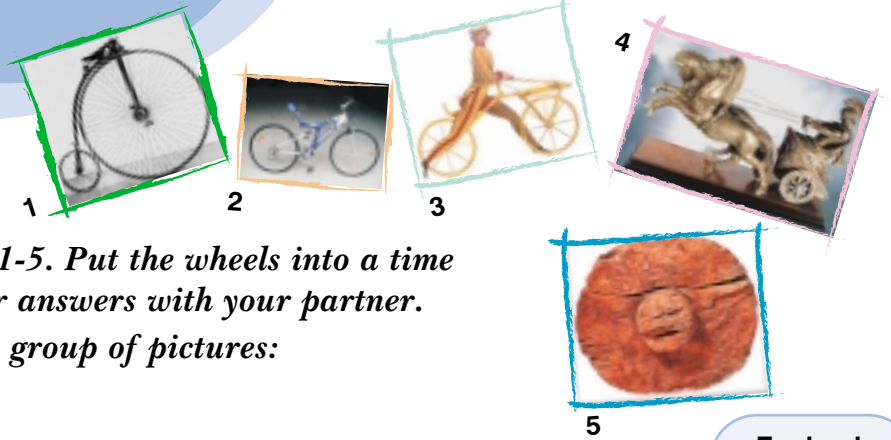 4
1
2
3
1-5. Put the wheels into a time
r answers with your partner.
group of pictures:
5